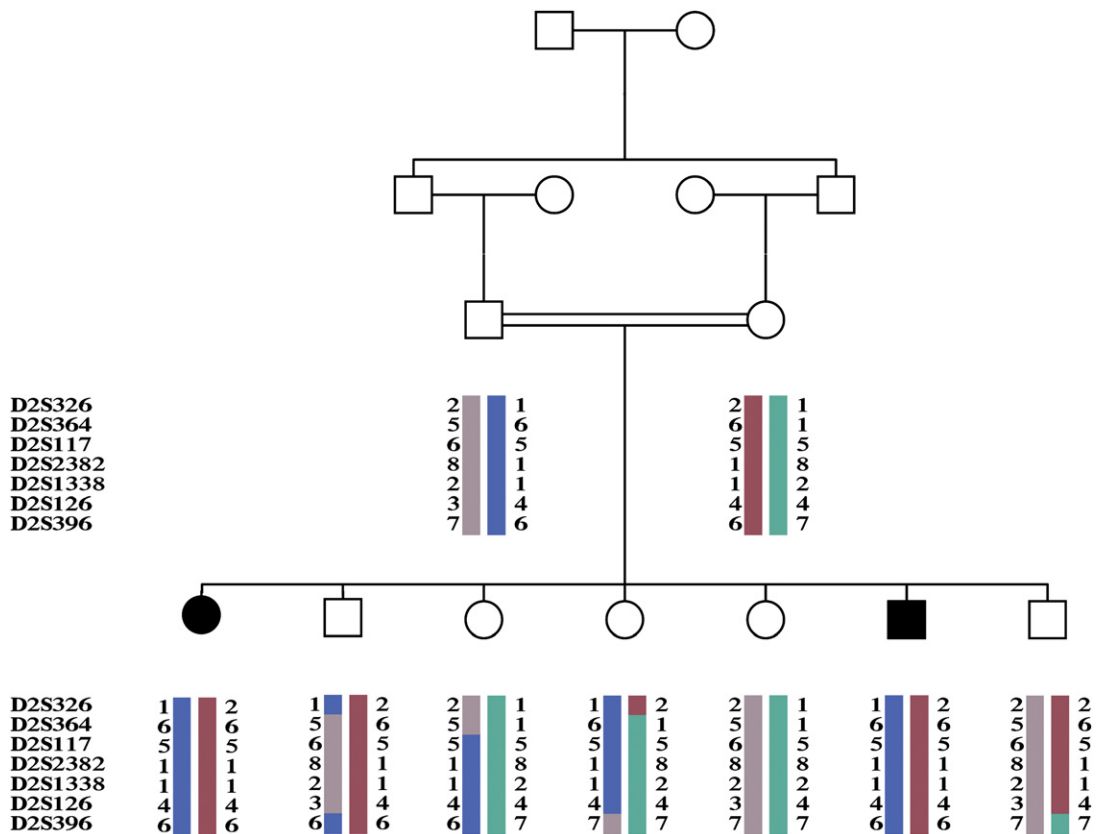 D2S326 2 1 2 1
D2S364 5 6 6 1
D2S117 6 5 5 5
D2S2382 8 1 1 8
D2S1338 2 1 1 2
D2S126 3 4 4 4
D2S396 7 6 6 7
D2S326 1 2 1 2 2 1 1 2 2 1 1 2 2 2
D2S364 6 6 5 6 5 1 6 1 5 1 6 6 5 6
D2S117 5 5 6 5 5 5 5 5 6 5 5 5 6 5
D2S2382 1 1 8 1 1 8 1 8 8 8 1 1 8 1
D2S1338 1 1 2 1 1 2 1 2 2 2 1 1 2 1
D2S126 4 4 3 4 4 4 4 4 3 4 4 4 3 4
D2S396 6 6 6 6 6 7 7 7 7 7 6 6 7 7